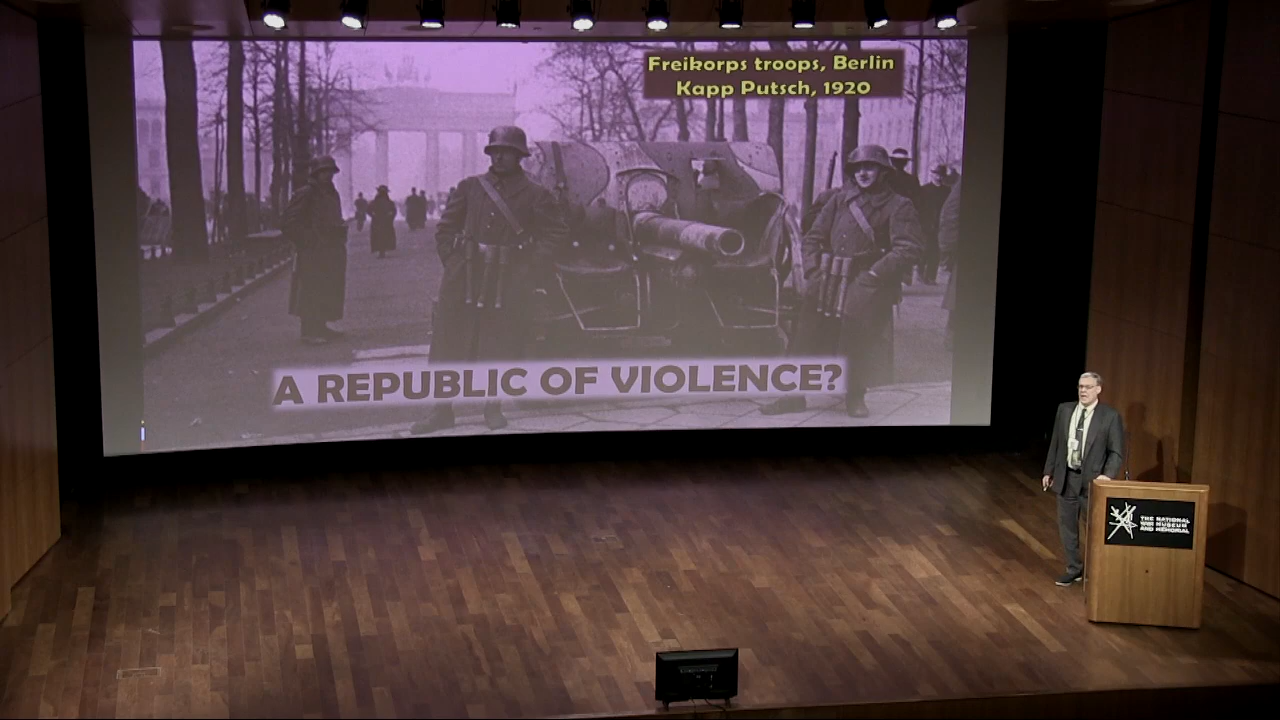 Freikorps troops, Berlin
Kapp Putsch, 1920
A REPUBLIC OF VIOLENCE?
THE NATIONAL
WWI MUSEUM
AND MEMORIAL